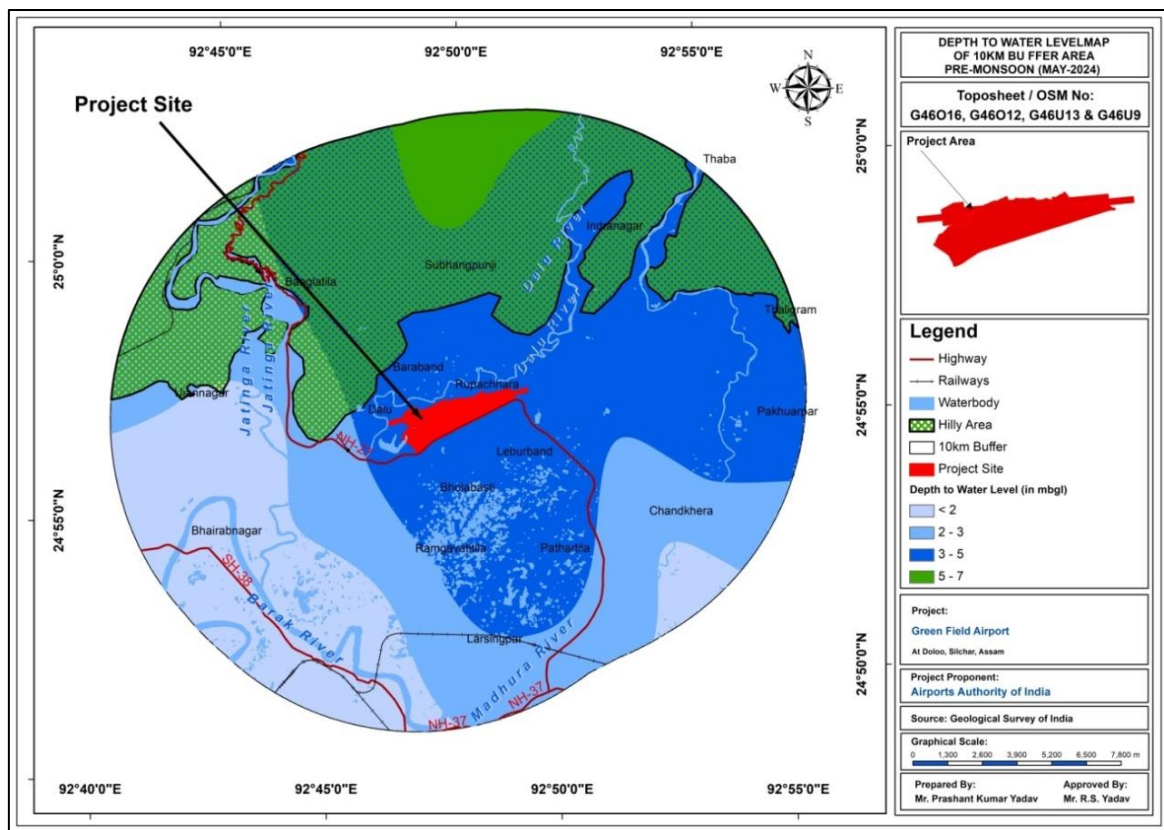 92°45'0"E
92°50'0"E
92°55'0"E
N
W
E
S
Project Site
25°0'0"N
25°0'0"N
24°55'0"N
24°55'0"N
24°50'0"N
Thaba
Indranagar
Dulu River
Subhangpunji
Banglatila
Thaligram
Dalu River
Jatinga River
Jatinga River
Baraband
Rupachhara
Dalu
Pakhuarpar
Leburband
Bholabasti
Chandkhera
Bhairabnagar
Pathartila
SH-38
Barak River
Larsingpar
Madhura River
NH-37
NH-37
92°40'0"E
92°45'0"E
92°50'0"E
92°55'0"E
DEPTH TO WATER LEVELMAP
OF 10KM BU FFER AREA
PRE-MONSOON (MAY-2024)
Toposheet / OSM No:
G46O16, G46O12, G46U13 & G46U9
Project Area
Legend
Highway
Railways
Waterbody
Hilly Area
10km Buffer
Project Site
Depth to Water Level (in mbgl)
< 2
2 - 3
3 - 5
5 - 7
Project:
Green Field Airport
At Doloo, Silchar, Assam
Project Proponent:
Airports Authority of India
Source: Geological Survey of India
Graphical Scale:
0 1,300 2,600 3,900 5,200 6,500 7,800 m
Prepared By: Approved By:
Mr. Prashant Kumar Yadav Mr. R.S. Yadav